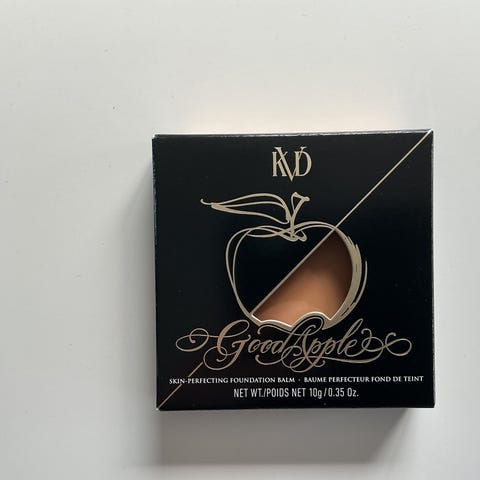 KVD
Good Apple
SKIN-PERFECTING FOUNDATION BALM · BAUME PERFECTEUR FOND DE TEINT
NET WT./POIDS NET 10g/0.35 Oz.